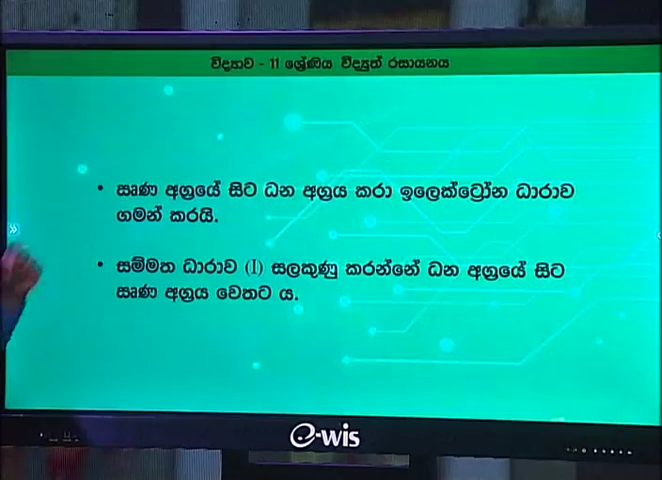 විද්‍යාව - 11 ශ්‍රේණිය විද්‍යුත් රසායනය
• ඍණ අග්‍රයේ සිට ධන අග්‍රය කරා ඉලෙක්ට්‍රෝන ධාරාව
ගමන් කරයි.
• සම්මත ධාරාව (I) සලකුණු කරන්නේ ධන අග්‍රයේ සිට
ඍණ අග්‍රය වෙතට ය.
e-wis